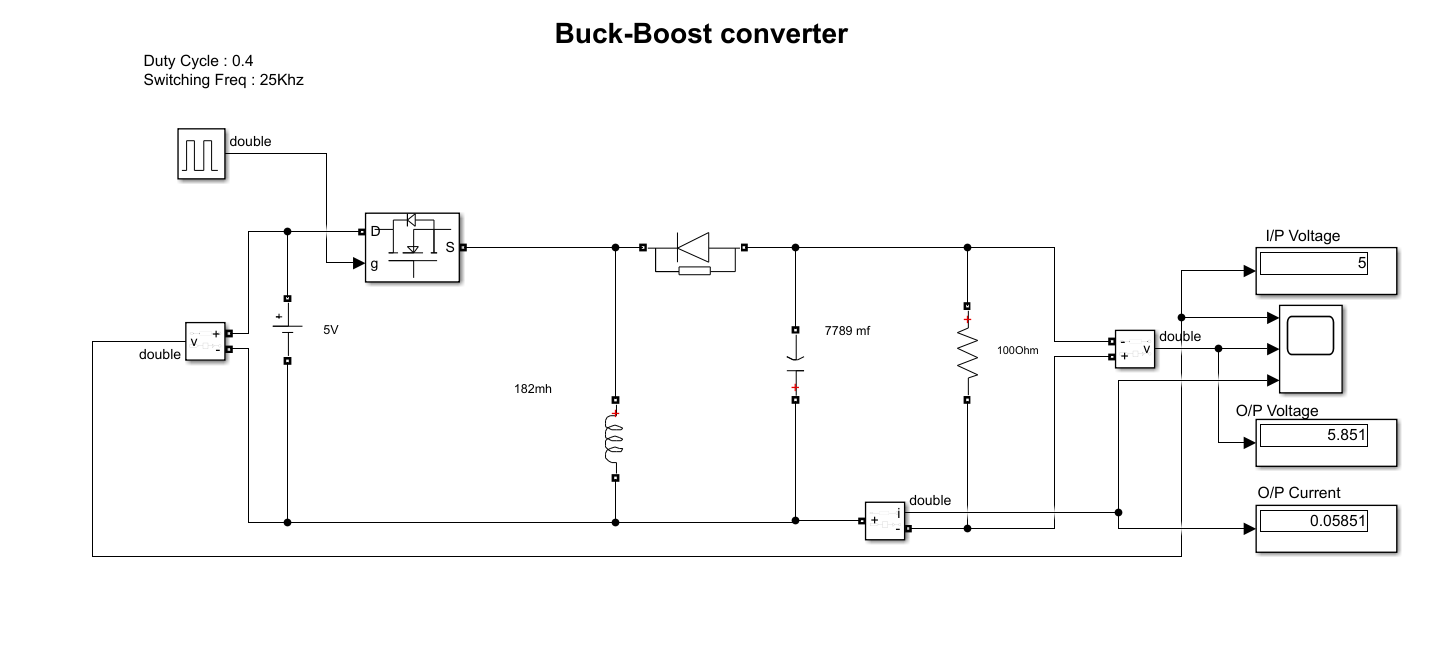 Buck-Boost converter
Duty Cycle : 0.4
Switching Freq : 25Khz
double
D
S
g
I/P Voltage
5
+
v
-
double
+
5V
7789 mf
100Ohm
-
v
+
double
182mh
O/P Voltage
5.851
double
+
i
-
O/P Current
0.05851